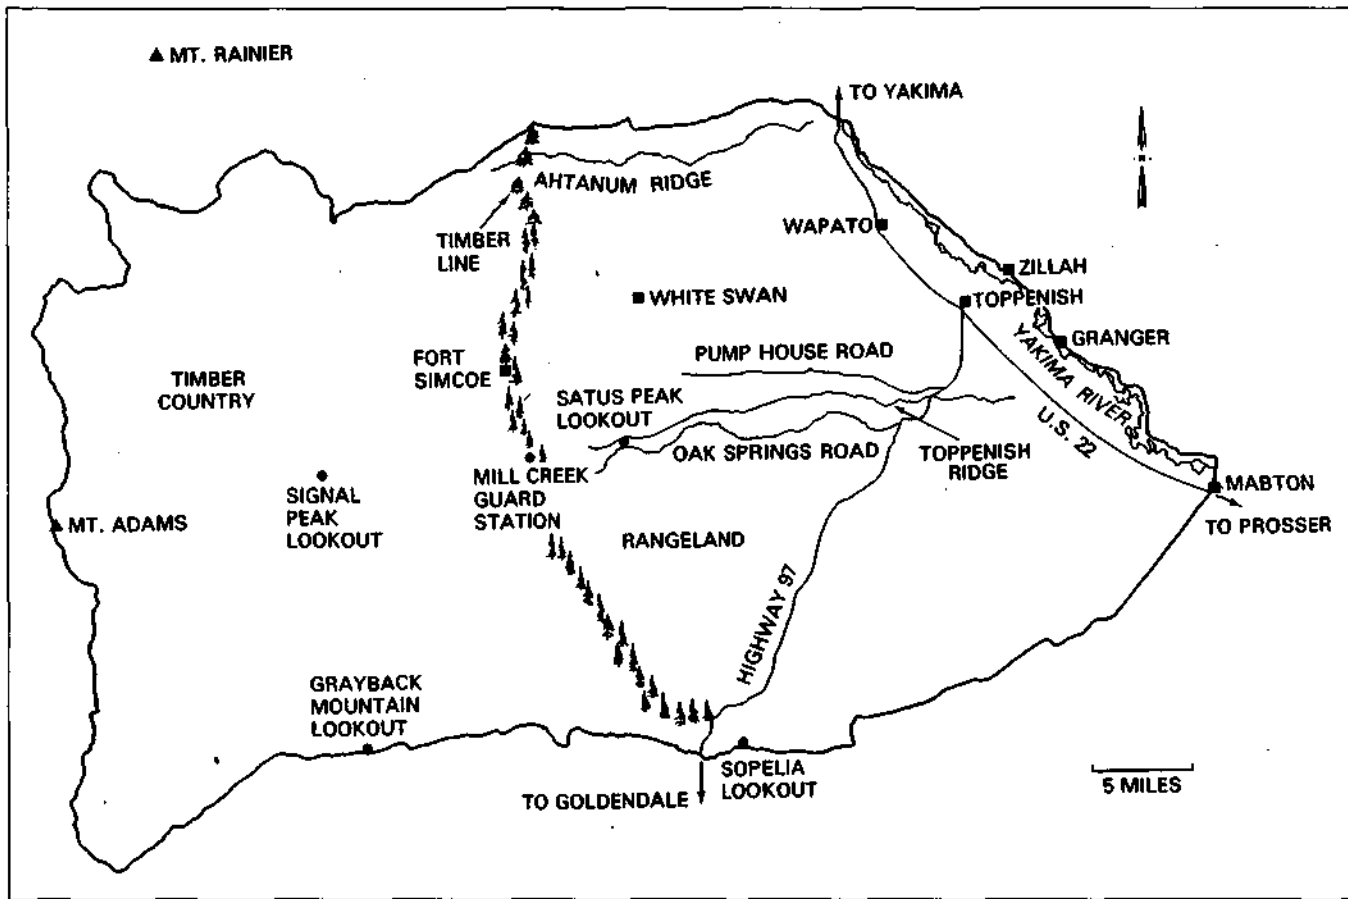 MT. RAINIER
TO YAKIMA
AHTANUM RIDGE
TIMBER
LINE
WAPATO
ZILLAH
WHITE SWAN
TOPPENISH
GRANGER
YAKIMA RIVER
U.S. 22
PUMP HOUSE ROAD
FORT
SIMCOE
TIMBER
COUNTRY
SATUS PEAK
LOOKOUT
OAK SPRINGS ROAD
TOPPENISH
RIDGE
MILL CREEK
GUARD
STATION
SIGNAL
PEAK
LOOKOUT
MT. ADAMS
MABTON
TO PROSSER
RANGELAND
HIGHWAY 97
GRAYBACK
MOUNTAIN
LOOKOUT
SOPELIA
LOOKOUT
TO GOLDENDALE
5 MILES